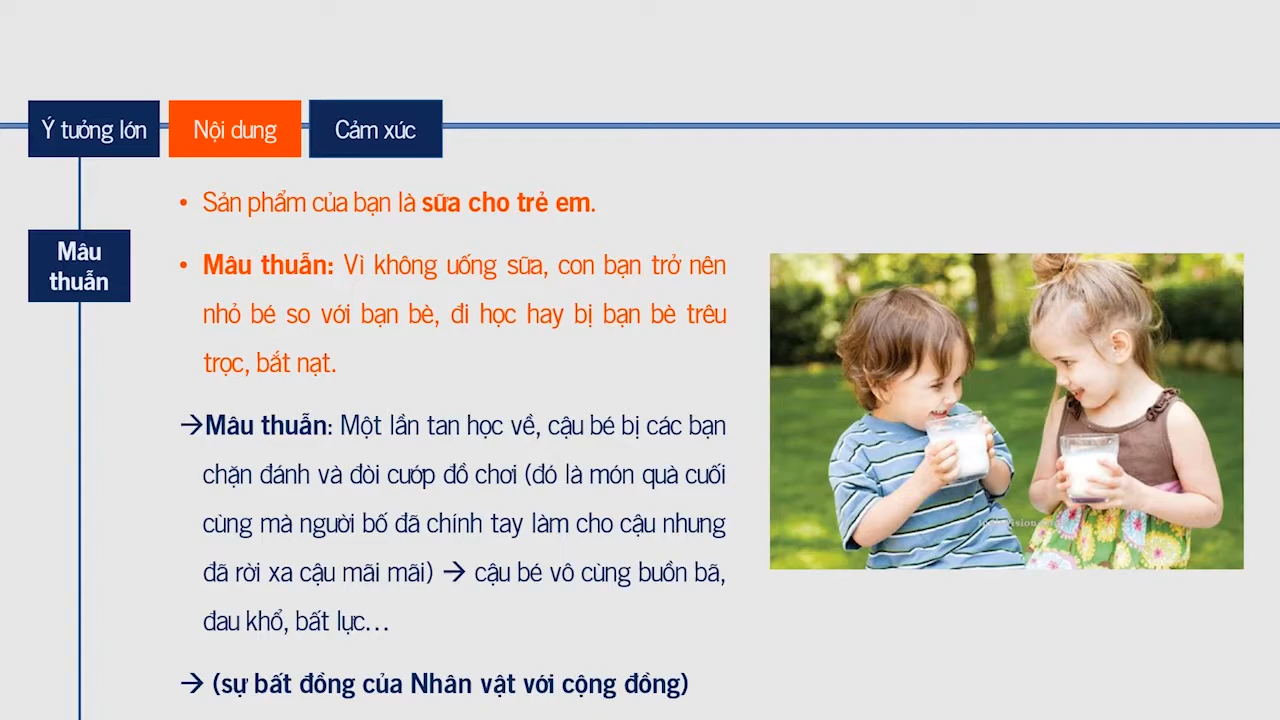 Ý tưởng lớn
Nội dung
Cảm xúc
Mâu
thuẫn
• Sản phẩm của bạn là sữa cho trẻ em.
• Mâu thuẫn: Vì không uống sữa, con bạn trở nên
nhỏ bé so với bạn bè, đi học hay bị bạn bè trêu
trọc, bắt nạt.
→Mâu thuẫn: Một lần tan học về, cậu bé bị các bạn
chặn đánh và đòi cướp đồ chơi (đó là món quà cuối
cùng mà người bố đã chính tay làm cho cậu nhưng
đã rời xa cậu mãi mãi) → cậu bé vô cùng buồn bã,
đau khổ, bất lực…
→ (sự bất đồng của Nhân vật với cộng đồng)